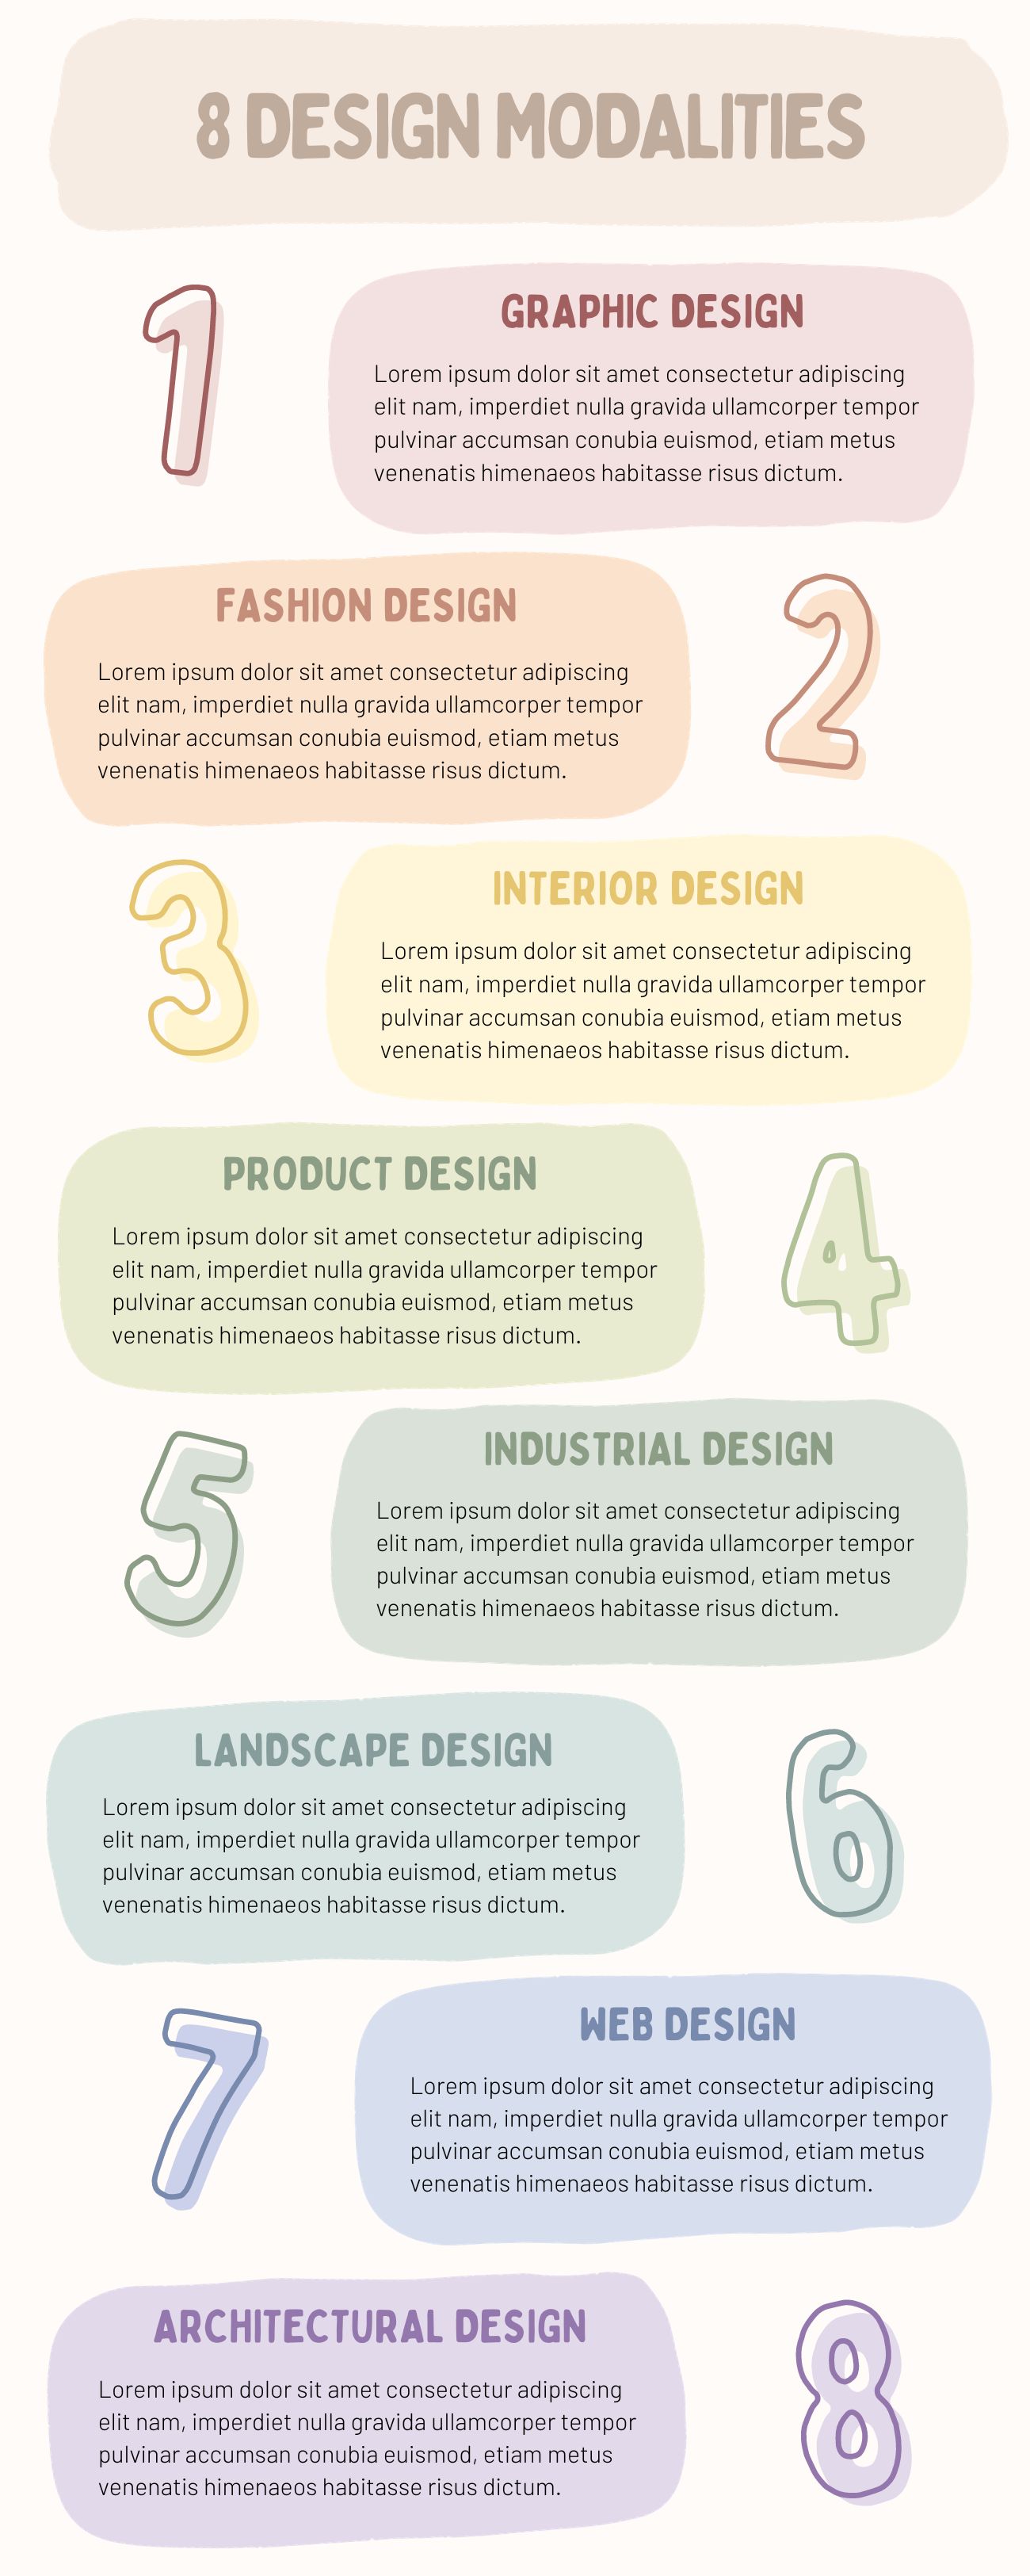 8 DESIGN MODALITIES
1
GRAPHIC DESIGN
Lorem ipsum dolor sit amet consectetur adipiscing
elit nam, imperdiet nulla gravida ullamcorper tempor
pulvinar accumsan conubia euismod, etiam metus
venenatis himenaeos habitasse risus dictum.
FASHION DESIGN
Lorem ipsum dolor sit amet consectetur adipiscing
elit nam, imperdiet nulla gravida ullamcorper tempor
pulvinar accumsan conubia euismod, etiam metus
venenatis himenaeos habitasse risus dictum.
2
3
INTERIOR DESIGN
Lorem ipsum dolor sit amet consectetur adipiscing
elit nam, imperdiet nulla gravida ullamcorper tempor
pulvinar accumsan conubia euismod, etiam metus
venenatis himenaeos habitasse risus dictum.
PRODUCT DESIGN
Lorem ipsum dolor sit amet consectetur adipiscing
elit nam, imperdiet nulla gravida ullamcorper tempor
pulvinar accumsan conubia euismod, etiam metus
venenatis himenaeos habitasse risus dictum.
4
5
INDUSTRIAL DESIGN
Lorem ipsum dolor sit amet consectetur adipiscing
elit nam, imperdiet nulla gravida ullamcorper tempor
pulvinar accumsan conubia euismod, etiam metus
venenatis himenaeos habitasse risus dictum.
LANDSCAPE DESIGN
Lorem ipsum dolor sit amet consectetur adipiscing
elit nam, imperdiet nulla gravida ullamcorper tempor
pulvinar accumsan conubia euismod, etiam metus
venenatis himenaeos habitasse risus dictum.
6
7
WEB DESIGN
Lorem ipsum dolor sit amet consectetur adipiscing
elit nam, imperdiet nulla gravida ullamcorper tempor
pulvinar accumsan conubia euismod, etiam metus
venenatis himenaeos habitasse risus dictum.
ARCHITECTURAL DESIGN
Lorem ipsum dolor sit amet consectetur adipiscing
elit nam, imperdiet nulla gravida ullamcorper tempor
pulvinar accumsan conubia euismod, etiam metus
venenatis himenaeos habitasse risus dictum.
8